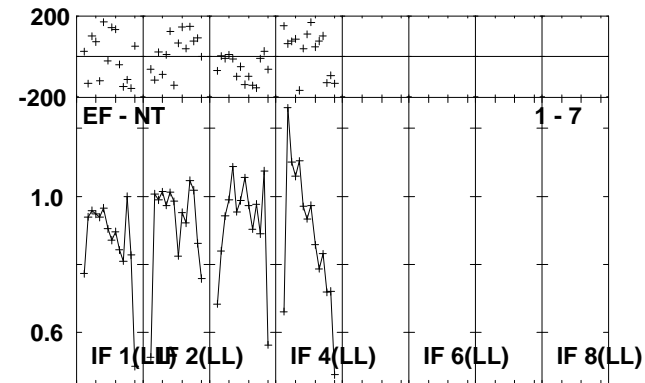 200
-200
EF - NT 1 - 7
1.0
0.6
IF 1(LL) IF 2(LL) IF 4(LL) IF 6(LL) IF 8(LL)